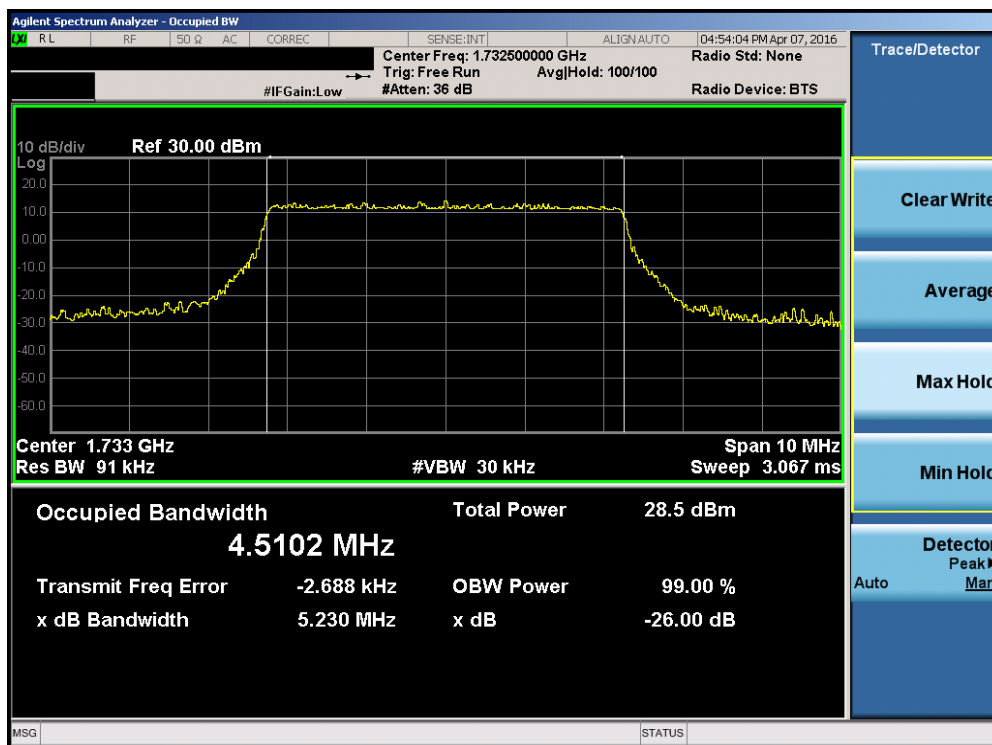 Agilent Spectrum Analyzer - Occupied BW
LXI RL RF 50 Ω AC CORREC SENSE:INT ALIGN AUTO 04:54:04 PM Apr 07, 2016
Center Freq: 1.732500000 GHz Radio Std: None
Trig: Free Run Avg|Hold: 100/100
#IFGain:Low #Atten: 36 dB Radio Device: BTS
10 dB/div Ref 30.00 dBm
Log
20.0
10.0
0.00
-10.0
-20.0
-30.0
-40.0
-50.0
-60.0
Center 1.733 GHz Span 10 MHz
Res BW 91 kHz #VBW 30 kHz Sweep 3.067 ms
Occupied Bandwidth Total Power 28.5 dBm
4.5102 MHz
Transmit Freq Error -2.688 kHz OBW Power 99.00 %
x dB Bandwidth 5.230 MHz x dB -26.00 dB
MSG STATUS
Trace/Detector
Clear Write
Average
Max Hold
Min Hold
Detector
Peak
Auto Man